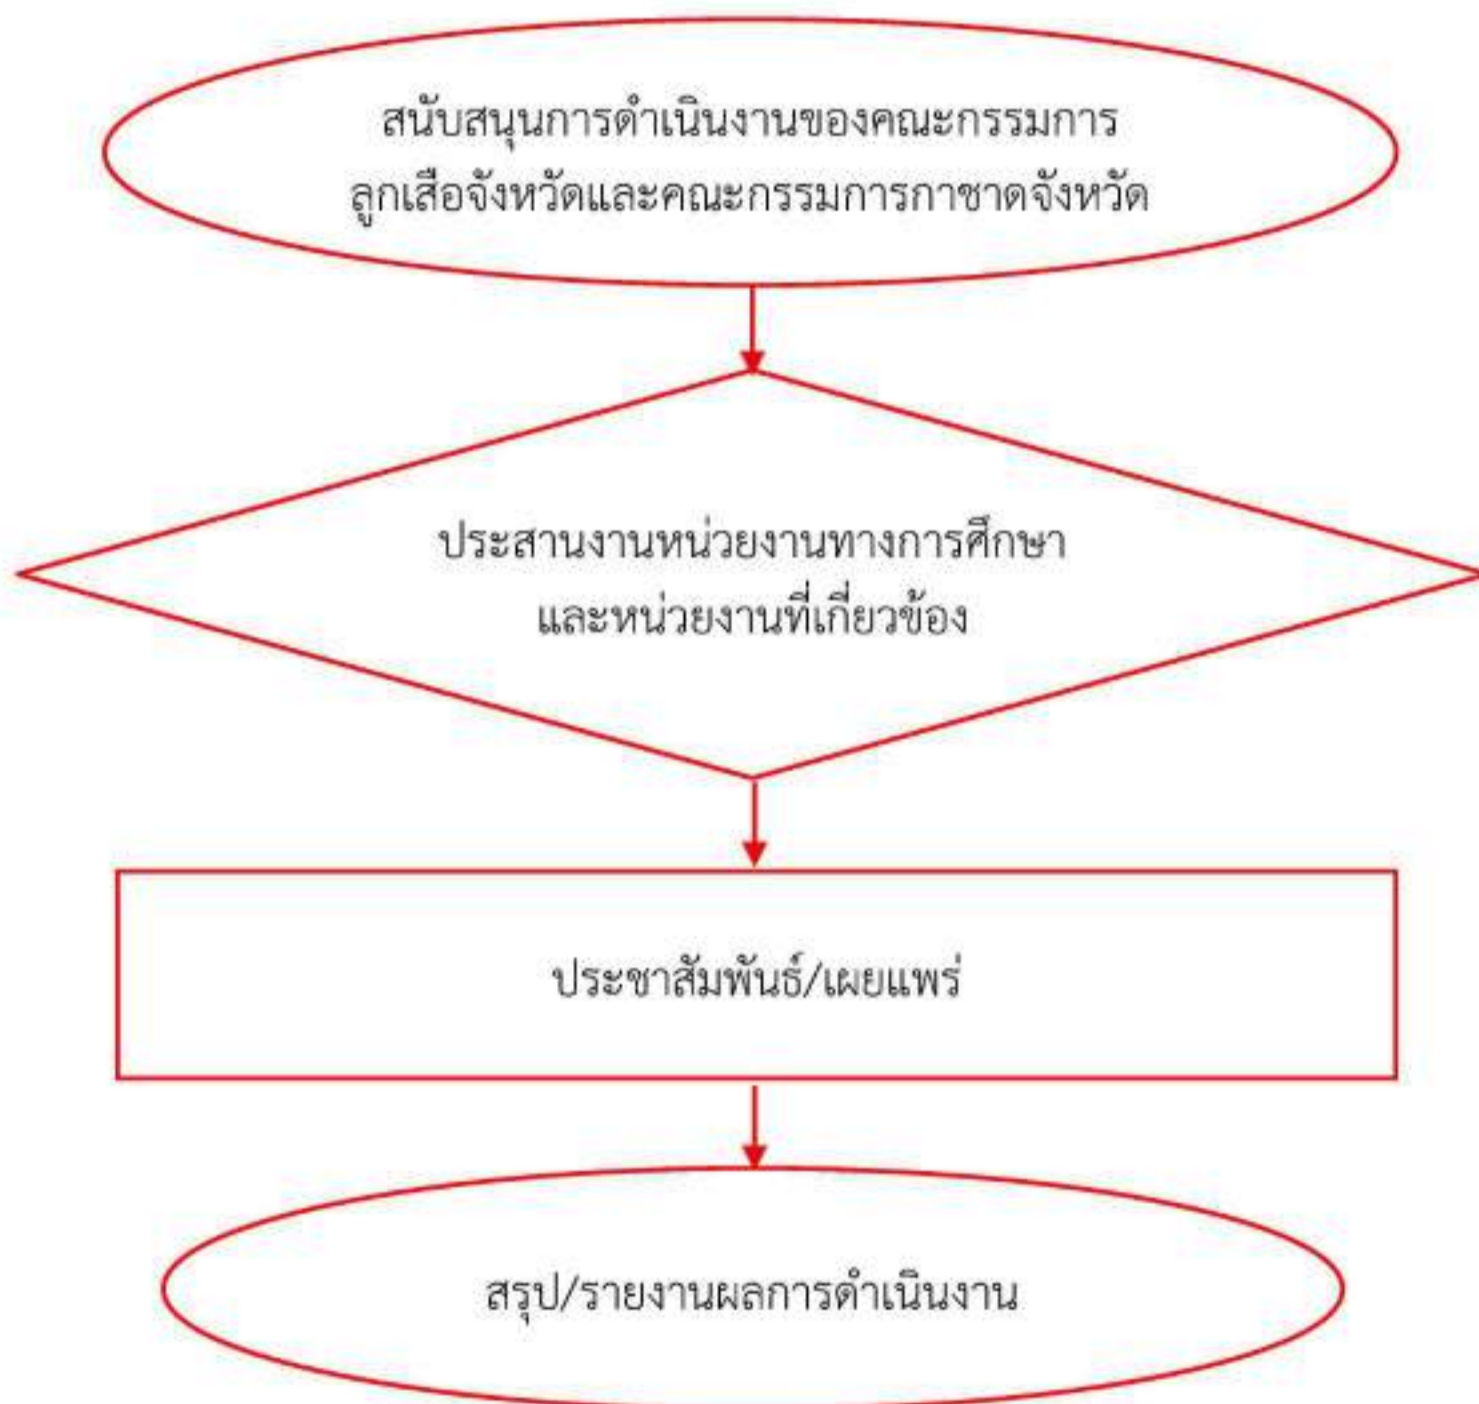 สนับสนุนการดำเนินงานของคณะกรรมการ
ลูกเสือจังหวัดและคณะกรรมการกาชาดจังหวัด
ประสานงานหน่วยงานทางการศึกษา
และหน่วยงานที่เกี่ยวข้อง
ประชาสัมพันธ์/เผยแพร่
สรุป/รายงานผลการดำเนินงาน